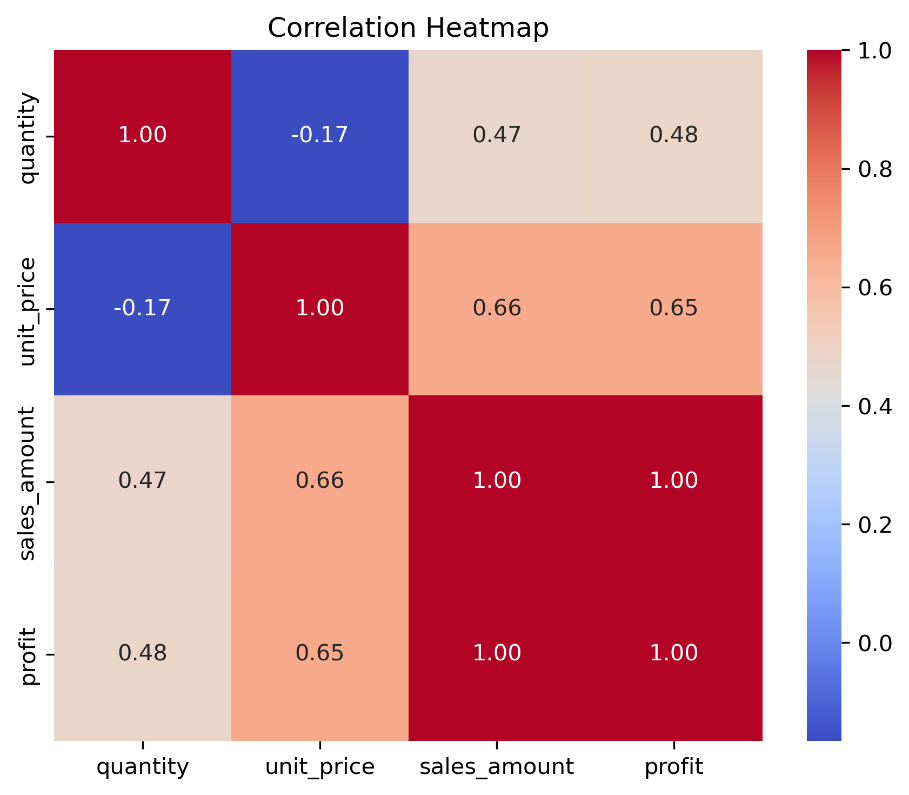 Correlation Heatmap
quantity
1.00
-0.17
0.47
0.48
unit_price
-0.17
1.00
0.66
0.65
sales_amount
0.47
0.66
1.00
1.00
profit
0.48
0.65
1.00
1.00
quantity
unit_price
sales_amount
profit
1.0
0.8
0.6
0.4
0.2
0.0